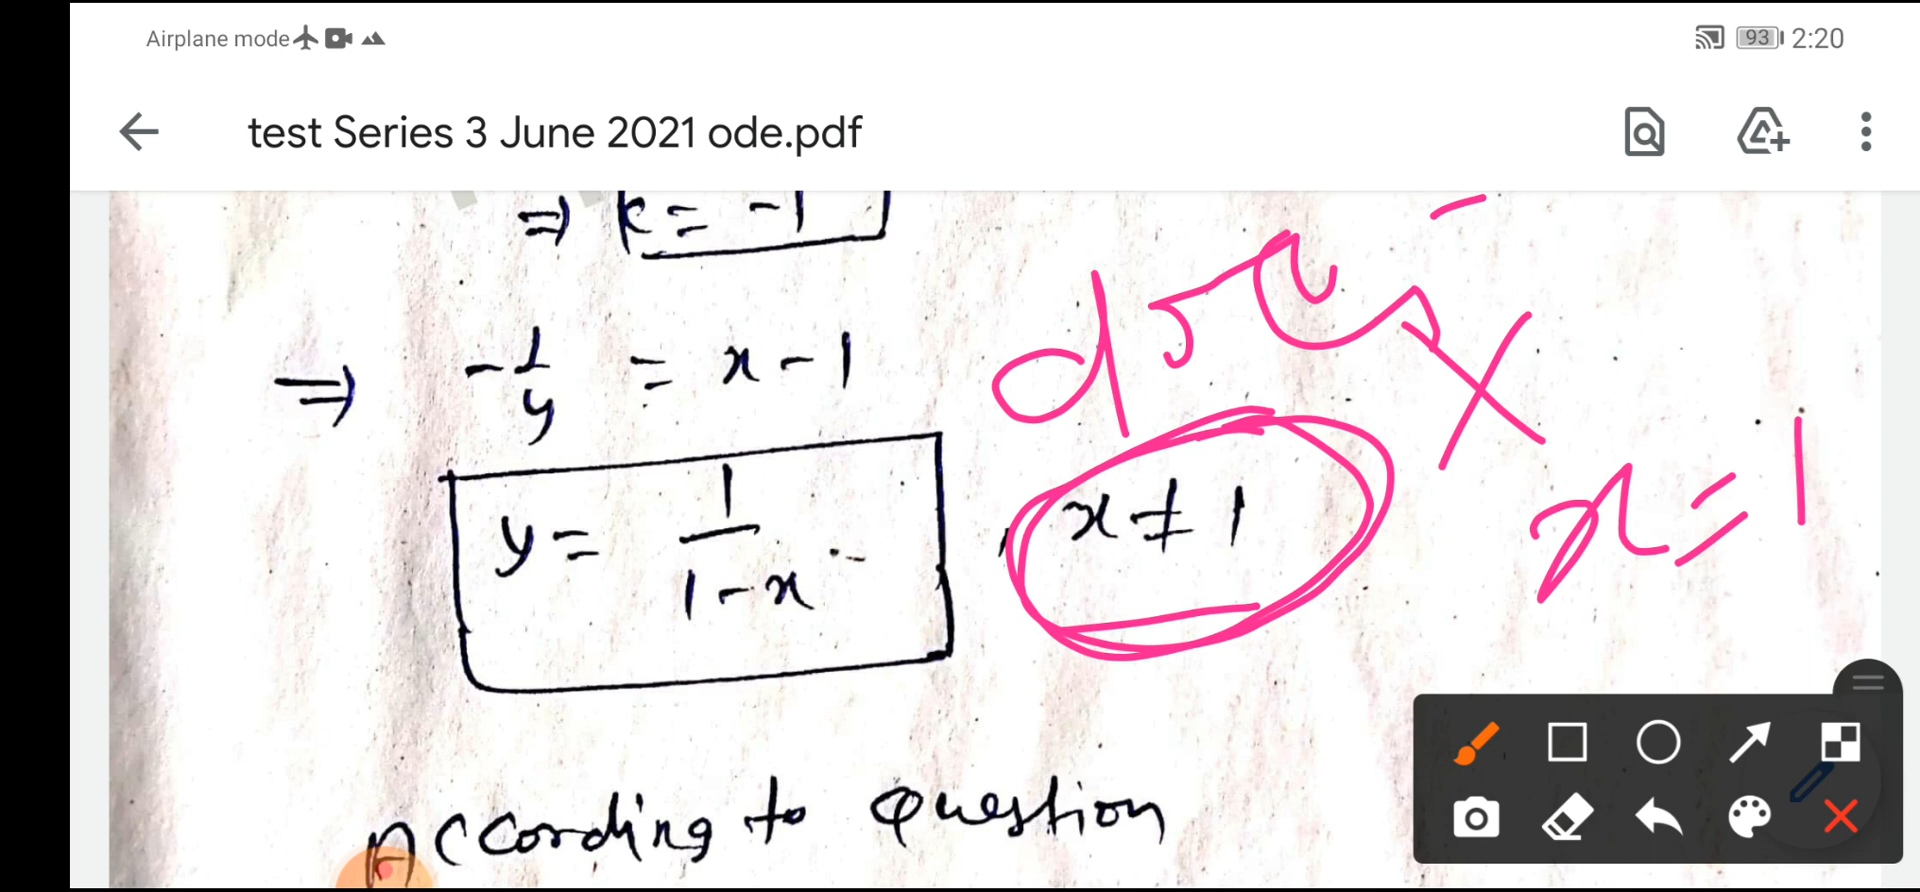 Airplane mode 93 2:20
test Series 3 June 2021 ode.pdf
⇒ k = -1
⇒ -1/y = x - 1
y = 1/(1-x) , x ≠ 1
x = 1
According to question